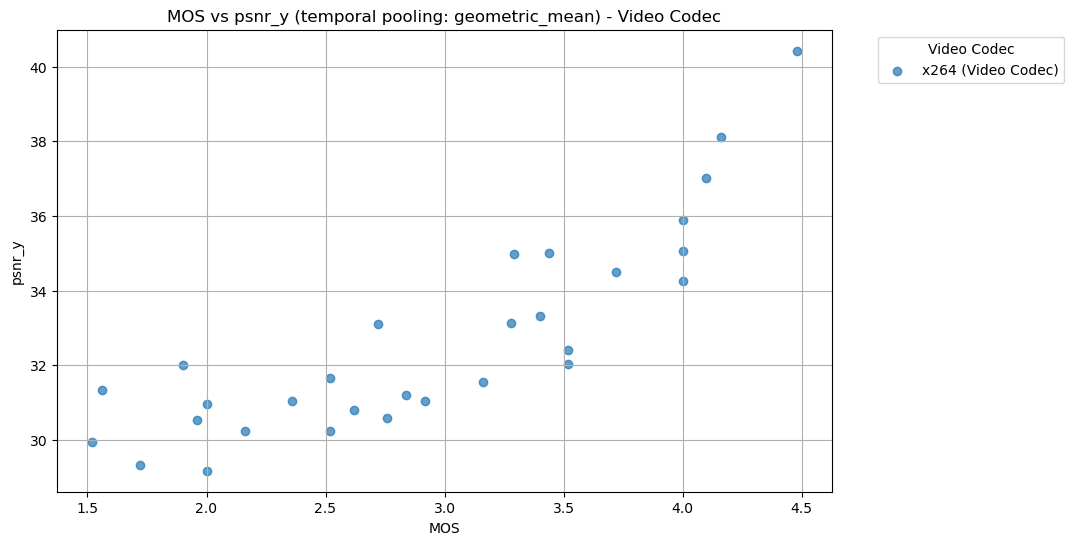 MOS vs psnr_y (temporal pooling: geometric_mean) - Video Codec
Video Codec
x264 (Video Codec)
psnr_y
40
38
36
34
32
30
1.5 2.0 2.5 3.0 3.5 4.0 4.5
MOS